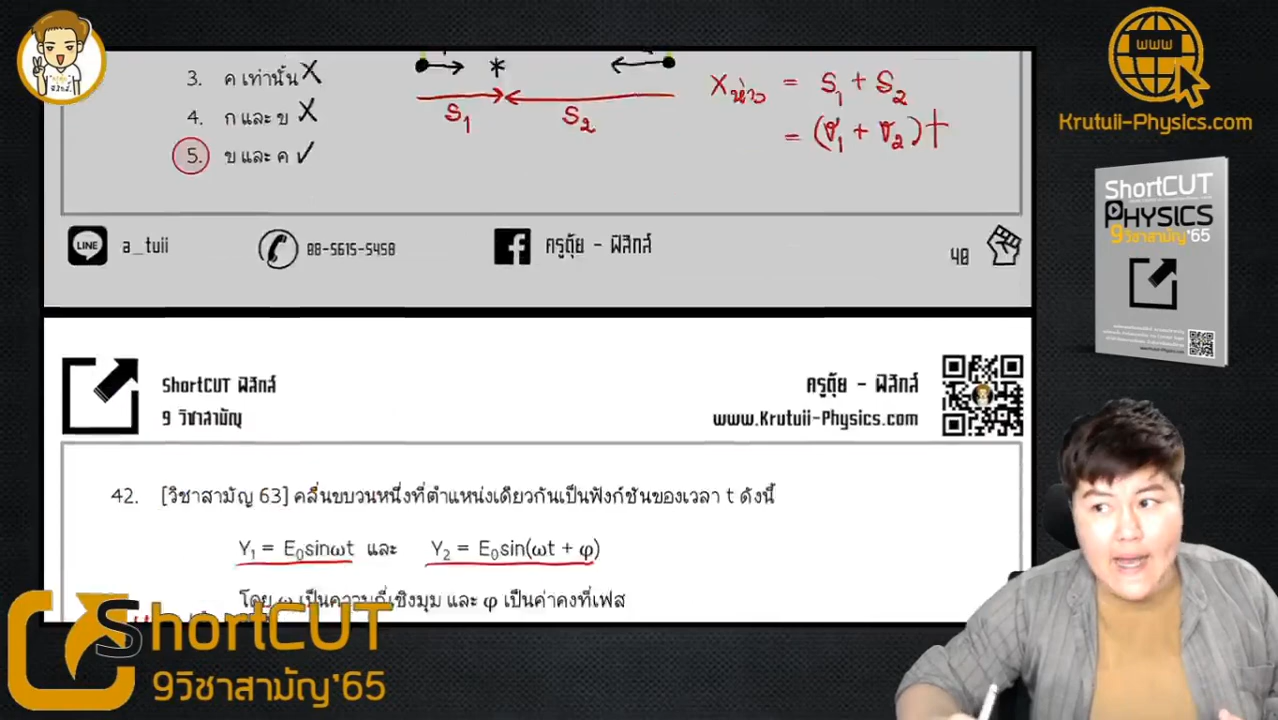 www
Krutuii-Physics.com
ShortCUT
PHYSICS
9วิชาสามัญ'65
3. ค เท่านั้น X
4. ก และ ข X
5. ข และ ค ✓
*
S₁ S₂
X ห่าง = S₁ + S₂
= (v₁ + v₂)t
LINE a_tuii
08-5615-5458
f ครูตุ้ย - ฟิสิกส์
40
ShortCUT ฟิสิกส์
9 วิชาสามัญ
ครูตุ้ย - ฟิสิกส์
www.Krutuii-Physics.com
42. [วิชาสามัญ 63] คลื่นขบวนหนึ่งที่ตำแหน่งเดียวกันเป็นฟังก์ชันของเวลา t ดังนี้
Y₁ = E₀sinωt และ Y₂ = E₀sin(ωt + φ)
โดย ω เป็นความถี่เชิงมุม และ φ เป็นค่าคงที่เฟส
ShortCUT
9วิชาสามัญ'65